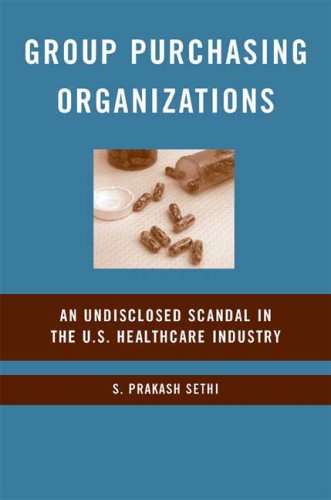 GROUP PURCHASING
ORGANIZATIONS
AN UNDISCLOSED SCANDAL IN
THE U.S. HEALTHCARE INDUSTRY
S. PRAKASH SETHI